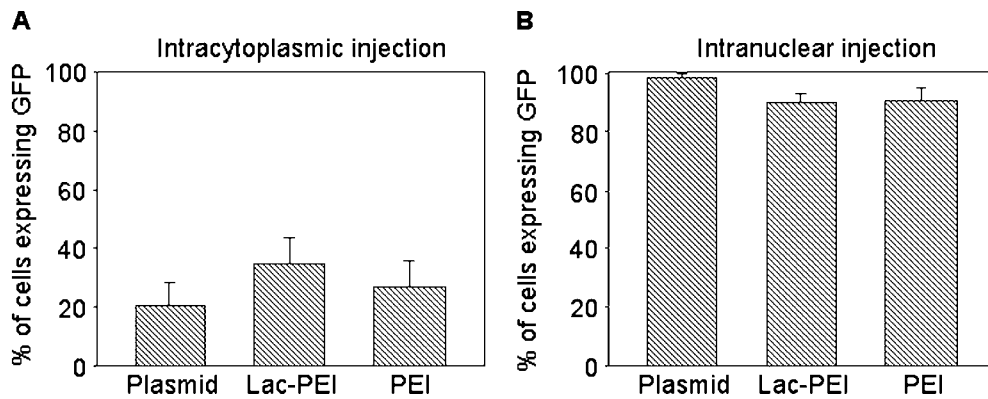 A
Intracytoplasmic injection
% of cells expressing GFP
100
80
60
40
20
0
Plasmid Lac-PEI PEI
B
Intranuclear injection
% of cells expressing GFP
100
80
60
40
20
0
Plasmid Lac-PEI PEI